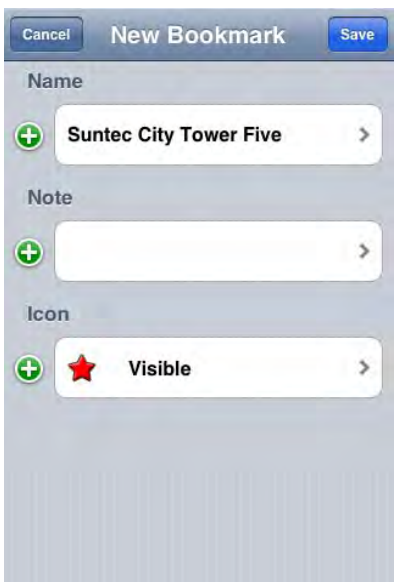 Cancel New Bookmark Save
Name
Suntec City Tower Five
Note
Icon
Visible